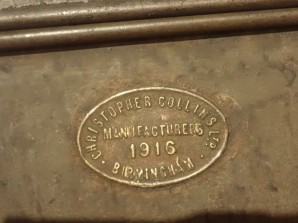 CHRISTOPHER COLLINS LTD.
MANUFACTURERS
1916
· BIRMINGHAM ·